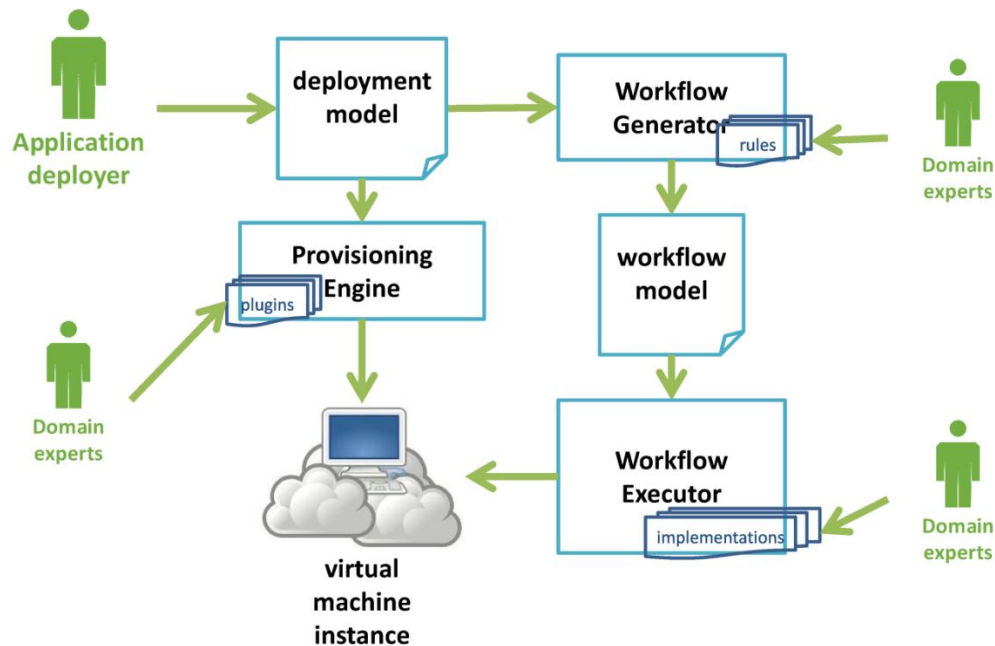 Application
deployer
deployment
model
Workflow
Generator
rules
Domain
experts
Provisioning
Engine
plugins
workflow
model
Domain
experts
virtual
machine
instance
Workflow
Executor
implementations
Domain
experts